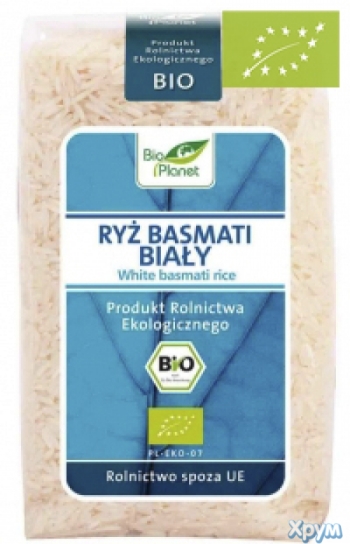 Produkt
Rolnictwa
Ekologicznego
BIO
Bio
Planet
RYŻ BASMATI
BIAŁY
White basmati rice
Produkt Rolnictwa
Ekologicznego
BiO
PL-EKO-07
Rolnictwo spoza UE
Хрум